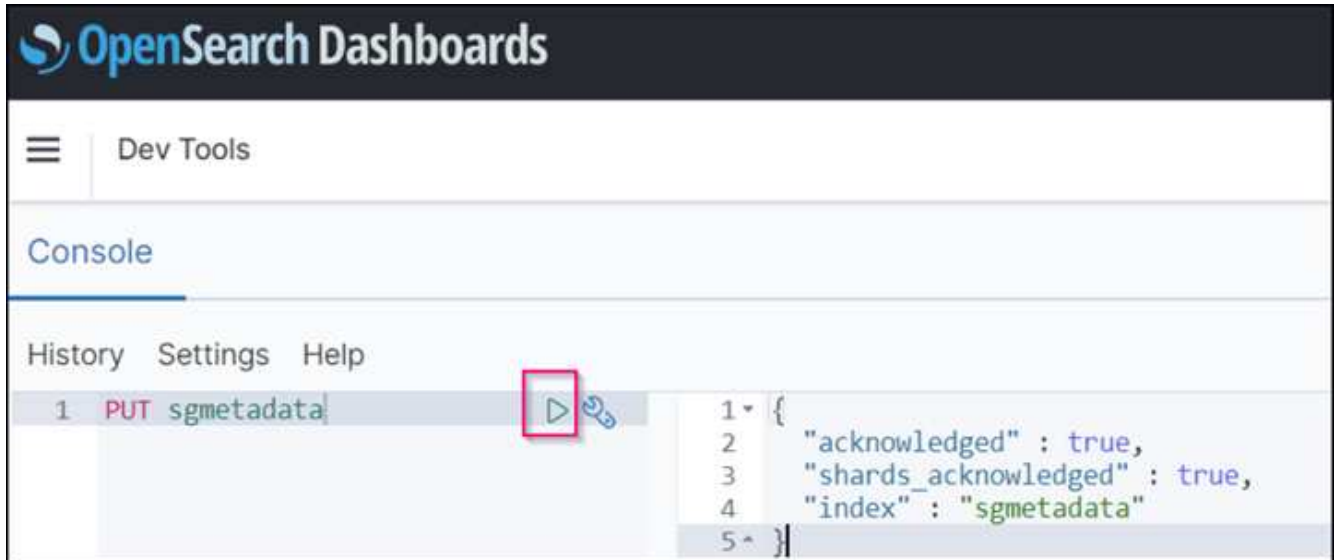 OpenSearch Dashboards
Dev Tools
Console
History Settings Help
1 PUT sgmetadata
1 {
2 "acknowledged" : true,
3 "shards_acknowledged" : true,
4 "index" : "sgmetadata"
5 }